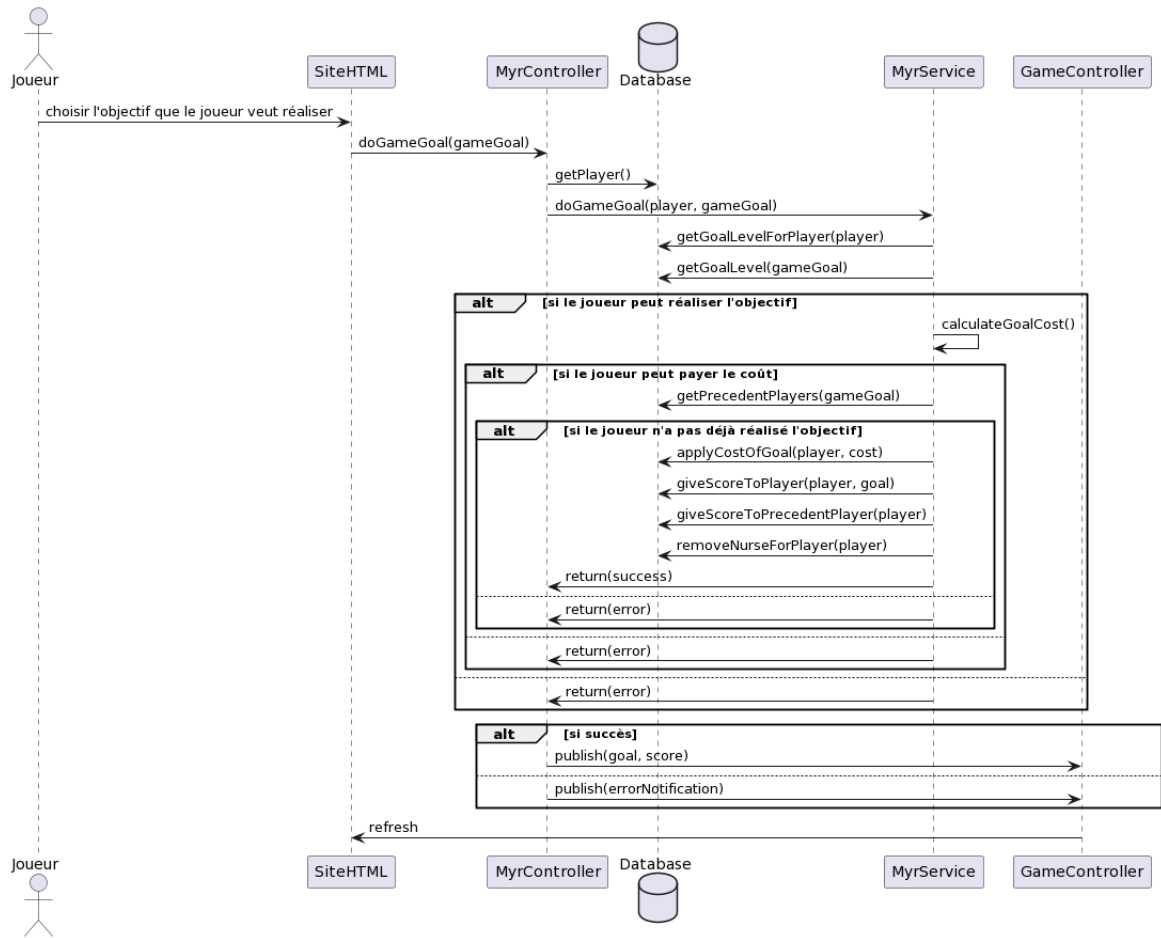 Joueur
SiteHTML
MyrController
Database
MyrService
GameController
choisir l'objectif que le joueur veut réaliser
doGameGoal(gameGoal)
getPlayer()
doGameGoal(player, gameGoal)
getGoalLevelForPlayer(player)
getGoalLevel(gameGoal)
alt [si le joueur peut réaliser l'objectif]
calculateGoalCost()
alt [si le joueur peut payer le coût]
getPrecedentPlayers(gameGoal)
alt [si le joueur n'a pas déjà réalisé l'objectif]
applyCostOfGoal(player, cost)
giveScoreToPlayer(player, goal)
giveScoreToPrecedentPlayer(player)
removeNurseForPlayer(player)
return(success)
return(error)
return(error)
return(error)
alt [si succès]
publish(goal, score)
publish(errorNotification)
refresh
Joueur
SiteHTML
MyrController
Database
MyrService
GameController